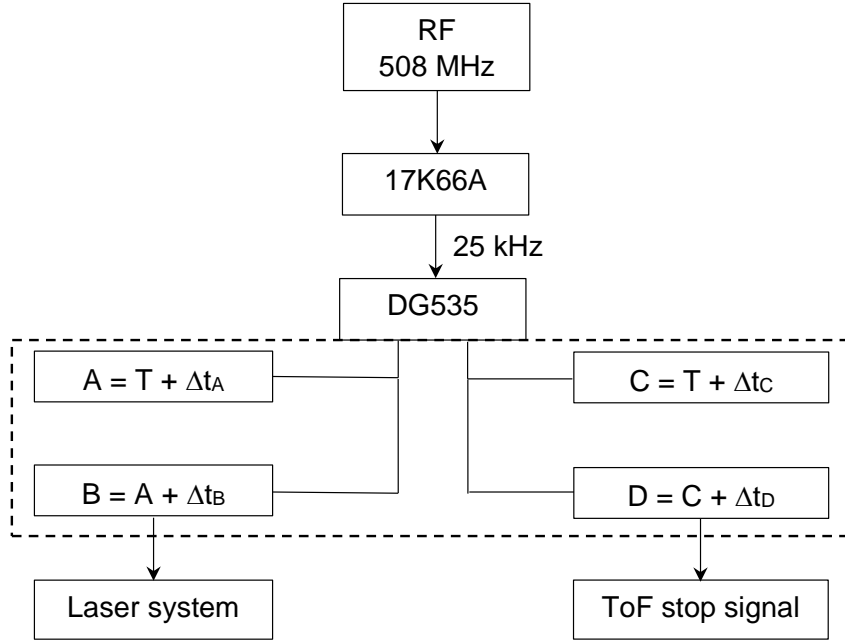 RF
508 MHz
17K66A
25 kHz
DG535
A = T + ΔtA
C = T + ΔtC
B = A + ΔtB
D = C + ΔtD
Laser system
ToF stop signal